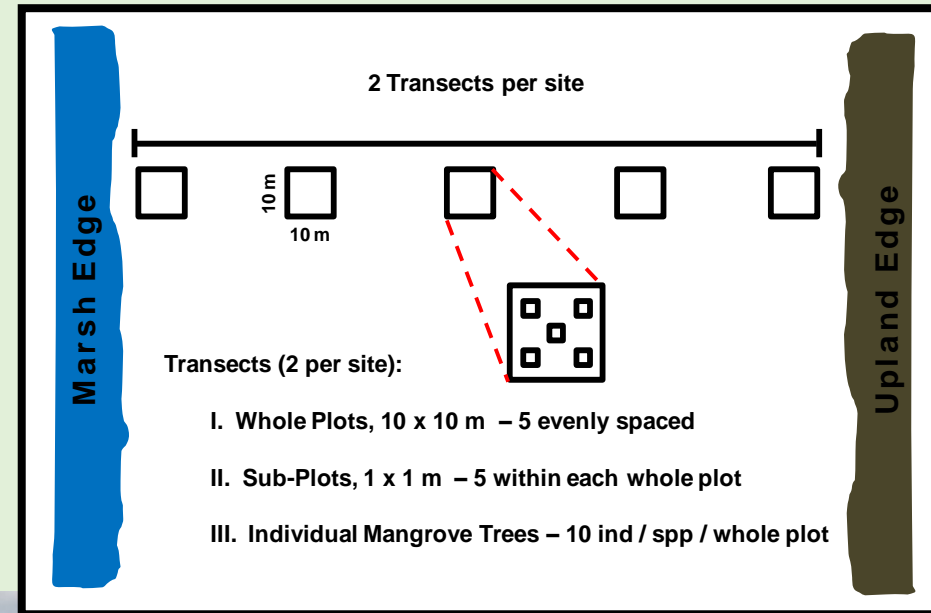 2 Transects per site
Marsh Edge
10 m
10 m
Upland Edge
Transects (2 per site):
I. Whole Plots, 10 x 10 m – 5 evenly spaced
II. Sub-Plots, 1 x 1 m – 5 within each whole plot
III. Individual Mangrove Trees – 10 ind / spp / whole plot